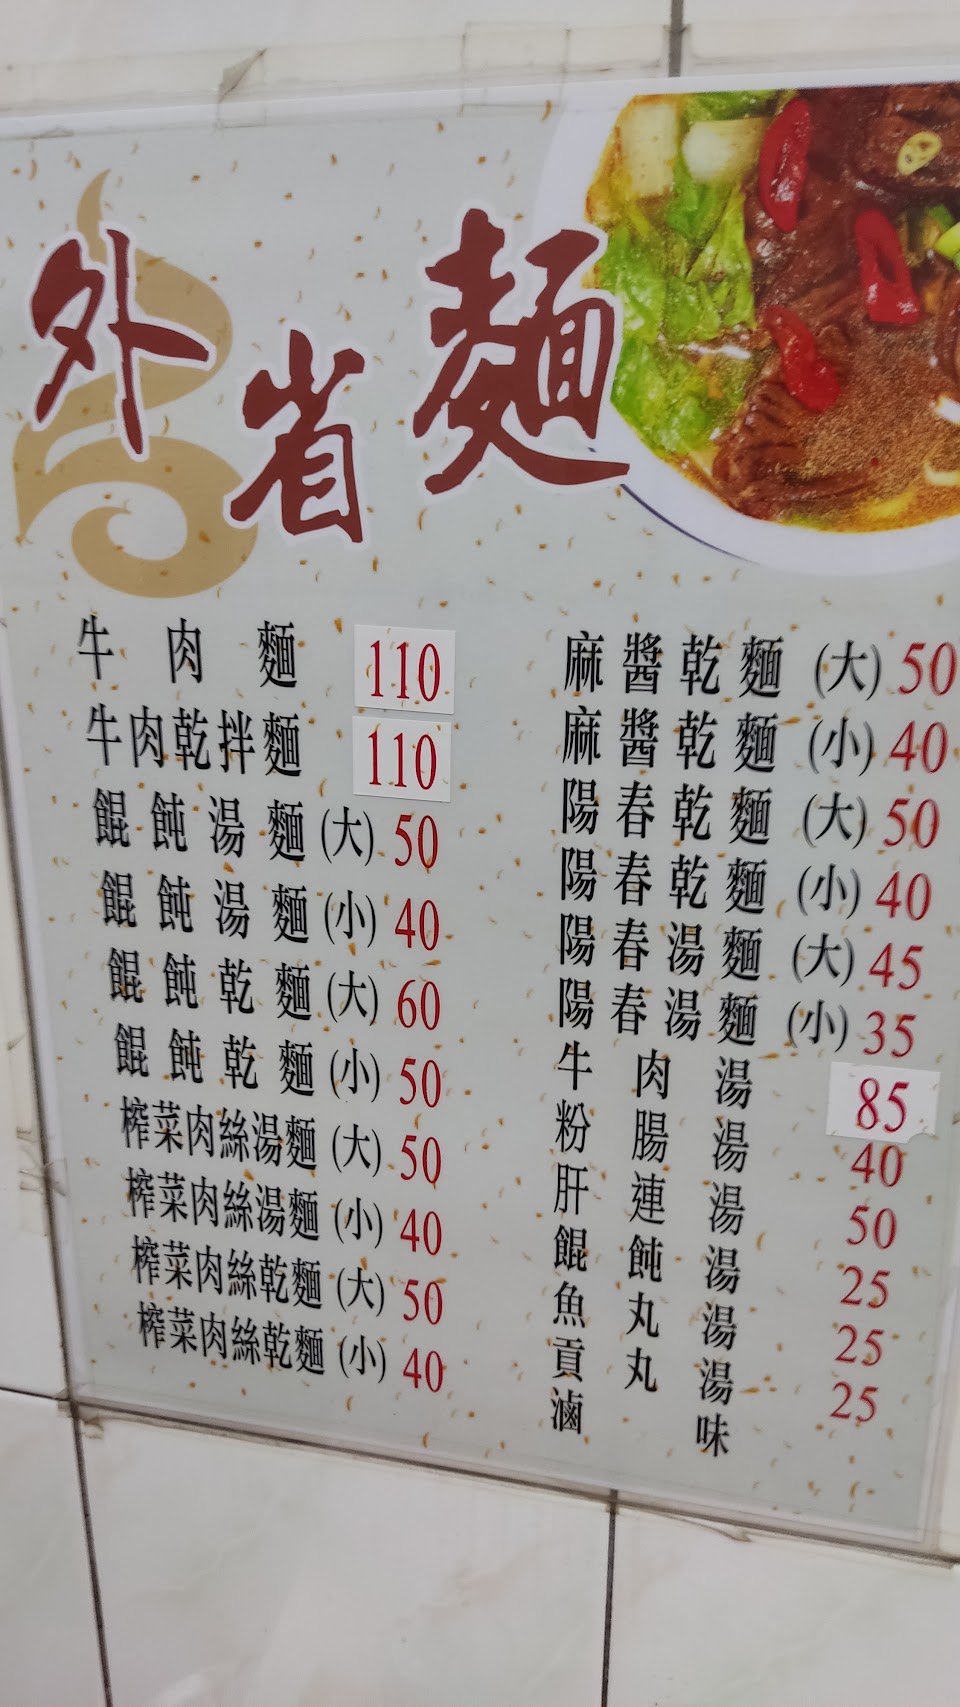 外省麵
牛肉麵 110
牛肉乾拌麵 110
餛飩湯麵(大) 50
餛飩湯麵(小) 40
餛飩乾麵(大) 60
餛飩乾麵(小) 50
榨菜肉絲湯麵(大) 50
榨菜肉絲湯麵(小) 40
榨菜肉絲乾麵(大) 50
榨菜肉絲乾麵(小) 40
麻醬乾麵(大) 50
麻醬乾麵(小) 40
陽春乾麵(大) 50
陽春乾麵(小) 40
陽春湯麵(大) 45
陽春湯麵(小) 35
牛肉湯 85
粉腸湯 40
肝連湯 50
餛飩湯 25
魚丸湯 25
貢丸湯 25
滷味